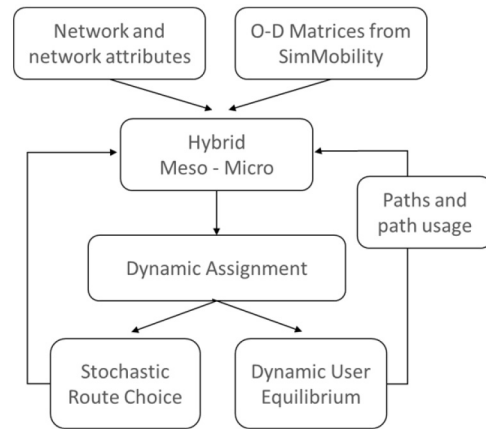 Network and
network attributes
O-D Matrices from
SimMobility
Hybrid
Meso - Micro
Paths and
path usage
Dynamic Assignment
Stochastic
Route Choice
Dynamic User
Equilibrium